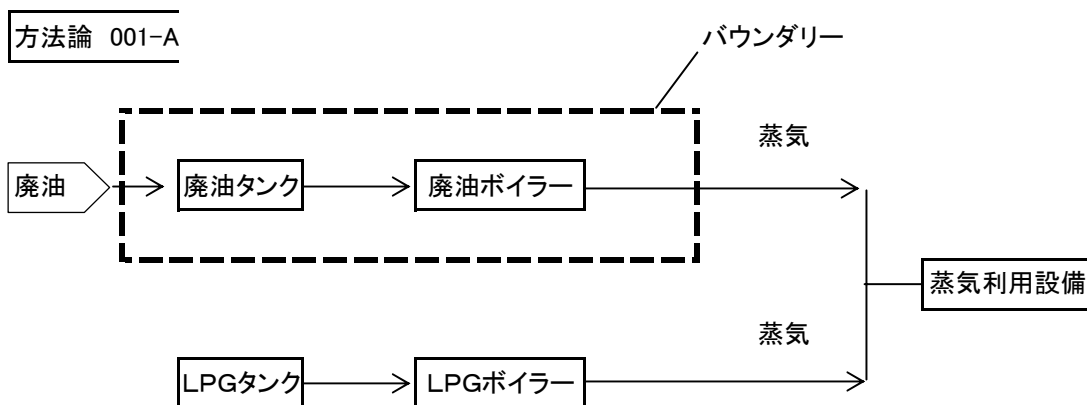 方法論 001-A
バウンダリー
蒸気
廃油
廃油タンク
廃油ボイラー
蒸気利用設備
蒸気
LPGタンク
LPGボイラー